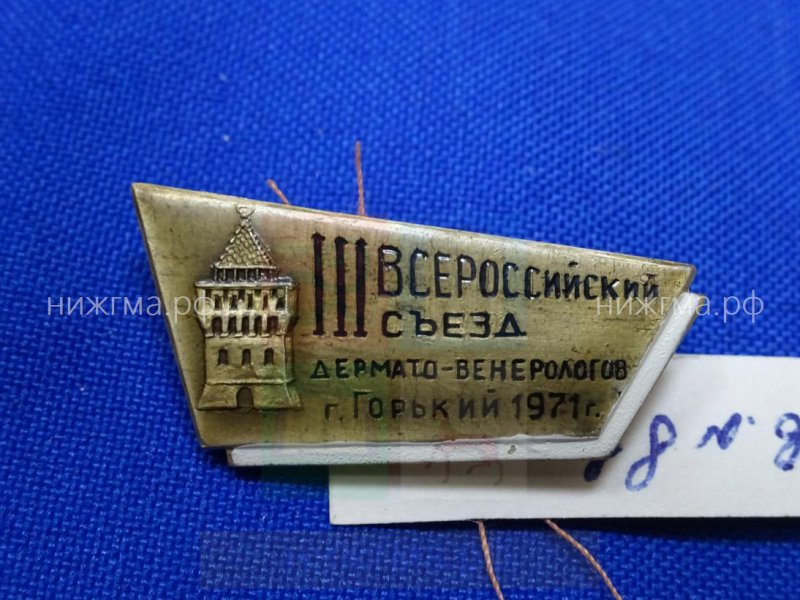 III ВСЕРОССИЙСКИЙ
СЪЕЗД
ДЕРМАТО-ВЕНЕРОЛОГОВ
г. ГОРЬКИЙ 1971 г.
нижгма.рф
нижгма.рф